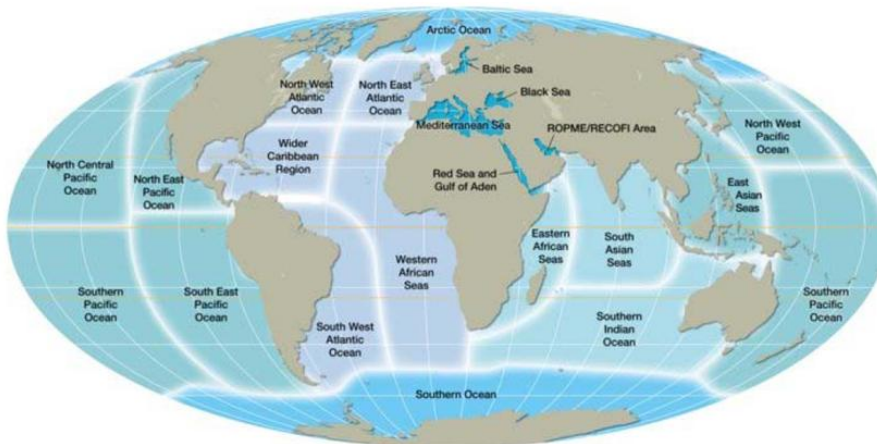 Arctic Ocean
Baltic Sea
Black Sea
North West
Atlantic
Ocean
North East
Atlantic
Ocean
Mediterranean Sea
ROPME/RECOFI Area
North West
Pacific
Ocean
Wider
Caribbean
Region
North Central
Pacific
Ocean
North East
Pacific
Ocean
Red Sea and
Gulf of Aden
East
Asian
Seas
Eastern
African
Seas
South
Asian
Seas
Western
African
Seas
Southern
Pacific
Ocean
South East
Pacific
Ocean
South West
Atlantic
Ocean
Southern
Indian
Ocean
Southern
Pacific
Ocean
Southern Ocean